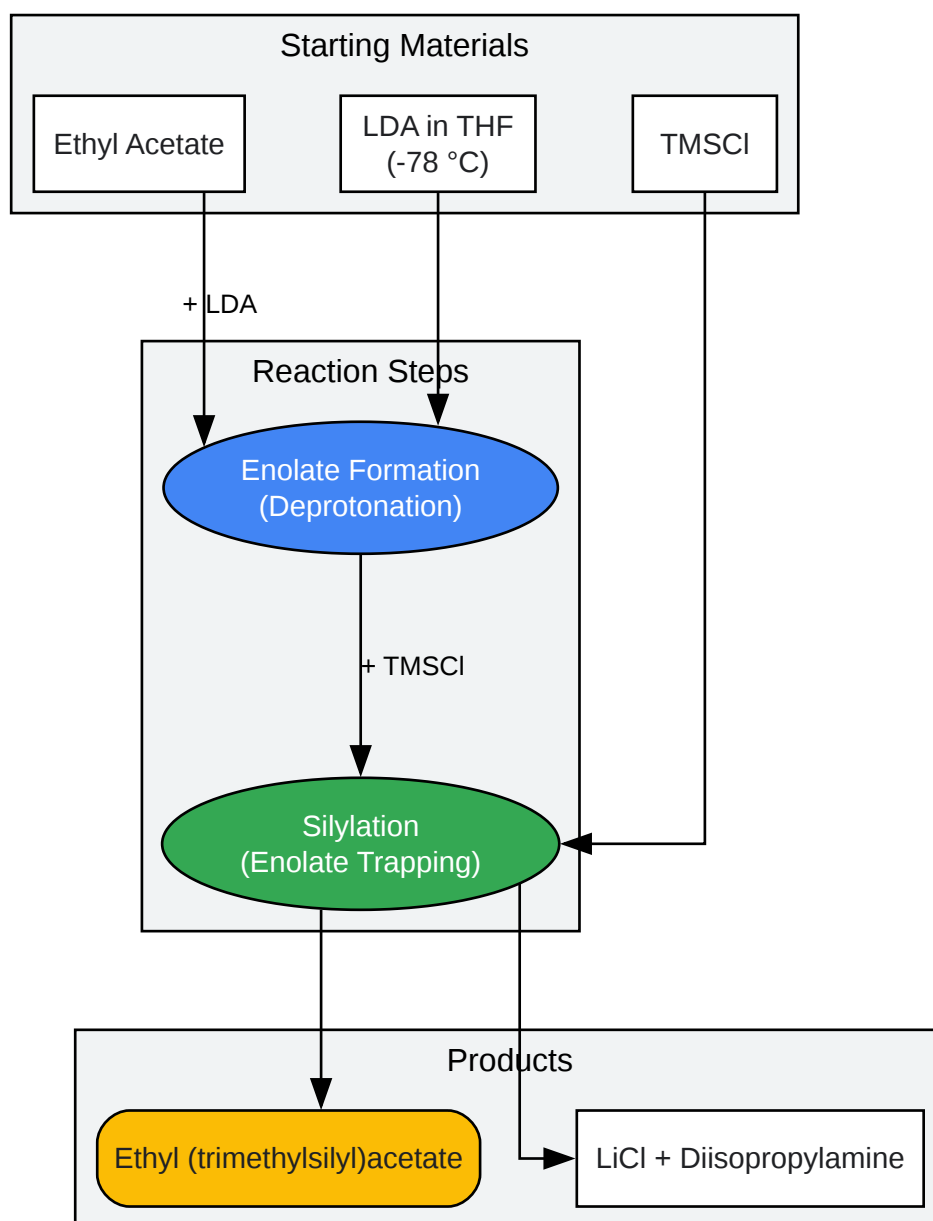 Starting Materials
Ethyl Acetate
LDA in THF
(-78 °C)
TMSCl
+ LDA
Reaction Steps
Enolate Formation
(Deprotonation)
+ TMSCl
Silylation
(Enolate Trapping)
Products
Ethyl (trimethylsilyl)acetate
LiCl + Diisopropylamine